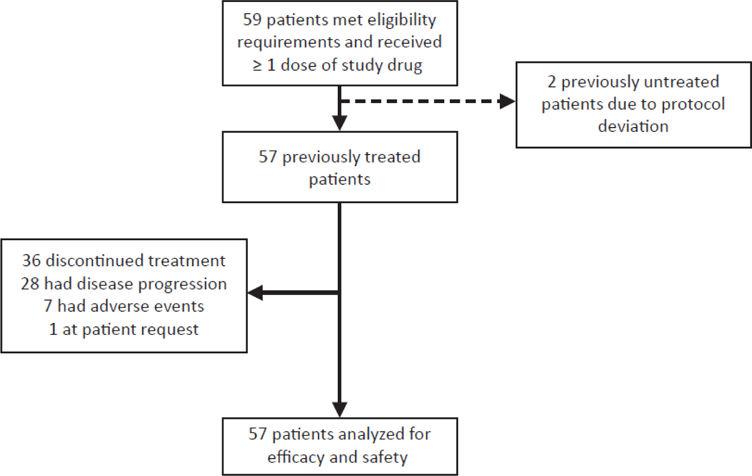 59 patients met eligibility
requirements and received
≥ 1 dose of study drug
2 previously untreated
patients due to protocol
deviation
57 previously treated
patients
36 discontinued treatment
28 had disease progression
7 had adverse events
1 at patient request
57 patients analyzed for
efficacy and safety